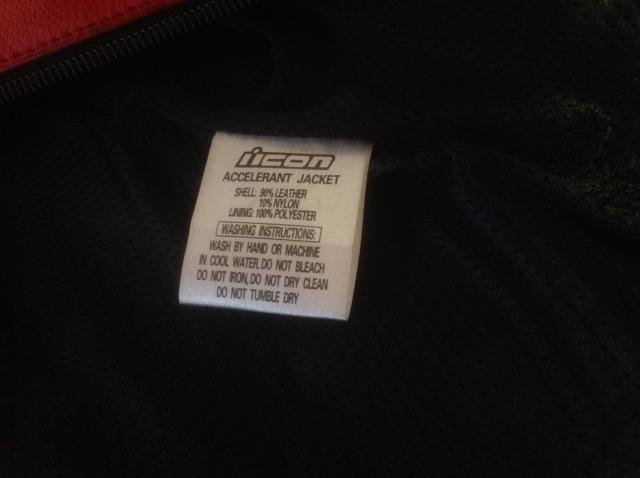 icon
ACCELERANT JACKET
SHELL: 90% LEATHER
10% NYLON
LINING: 100% POLYESTER
WASHING INSTRUCTIONS:
WASH BY HAND OR MACHINE
IN COOL WATER, DO NOT BLEACH
DO NOT IRON, DO NOT DRY CLEAN
DO NOT TUMBLE DRY